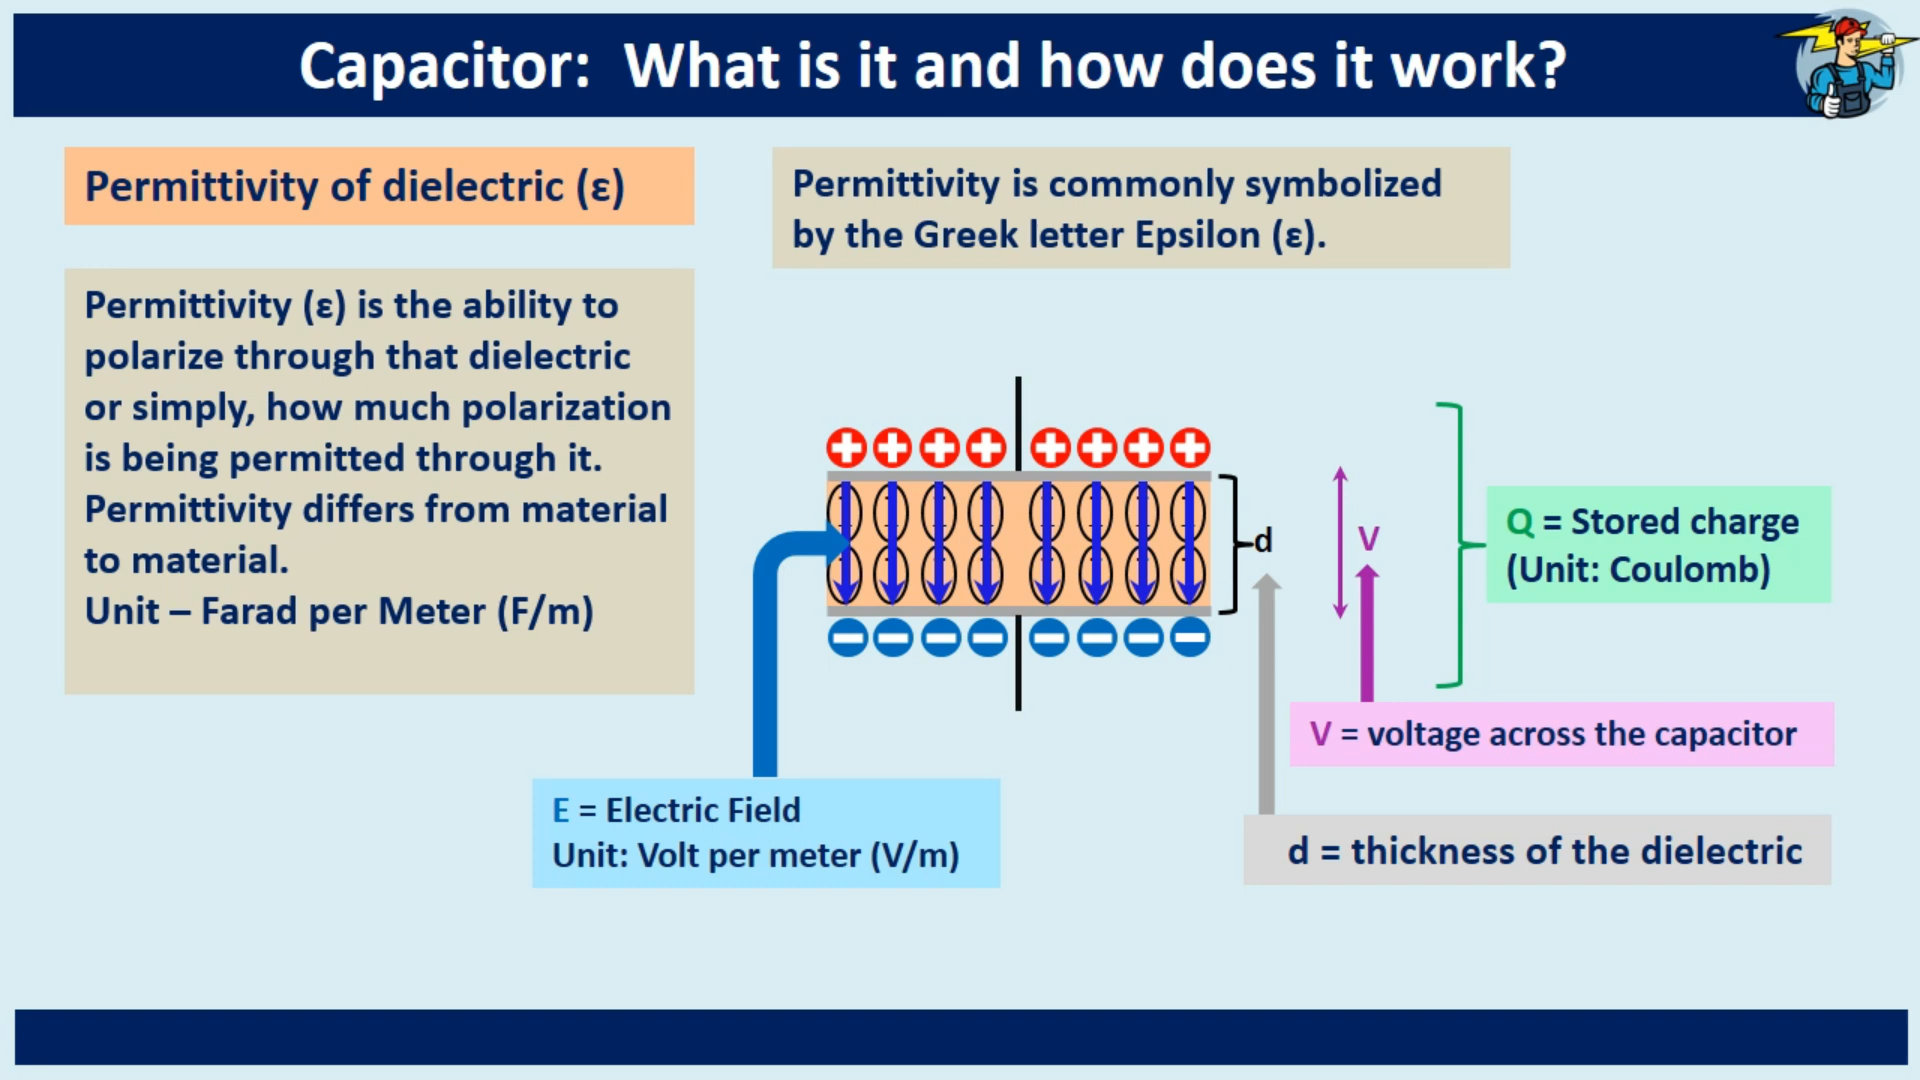 Capacitor: What is it and how does it work?
Permittivity of dielectric (ε)
Permittivity is commonly symbolized
by the Greek letter Epsilon (ε).
Permittivity (ε) is the ability to
polarize through that dielectric
or simply, how much polarization
is being permitted through it.
Permittivity differs from material
to material.
Unit – Farad per Meter (F/m)
d
V
Q = Stored charge
(Unit: Coulomb)
V = voltage across the capacitor
E = Electric Field
Unit: Volt per meter (V/m)
d = thickness of the dielectric